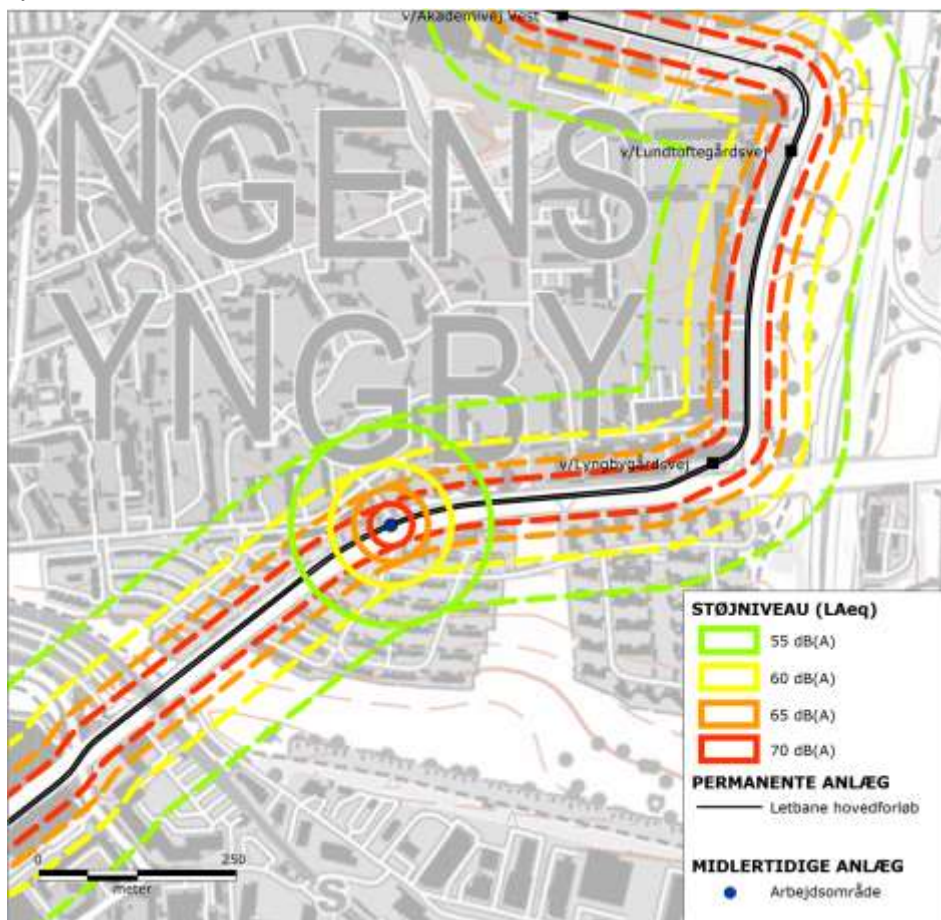 v/Akademivej Vest
ONGENS
v/Lundtoftegårdsvej
YNGBY
v/Lyngbygårdsvej
STØJNIVEAU (LAeq)
55 dB(A)
60 dB(A)
65 dB(A)
70 dB(A)
PERMANENTE ANLÆG
Letbane hovedforløb
MIDLERTIDIGE ANLÆG
Arbejdsområde
0 250
meter
S